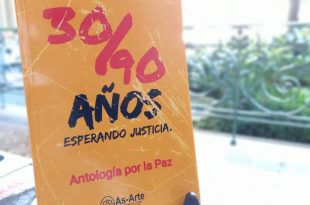 30/90
AÑOS
ESPERANDO JUSTICIA.
Antología por la Paz
As-Arte